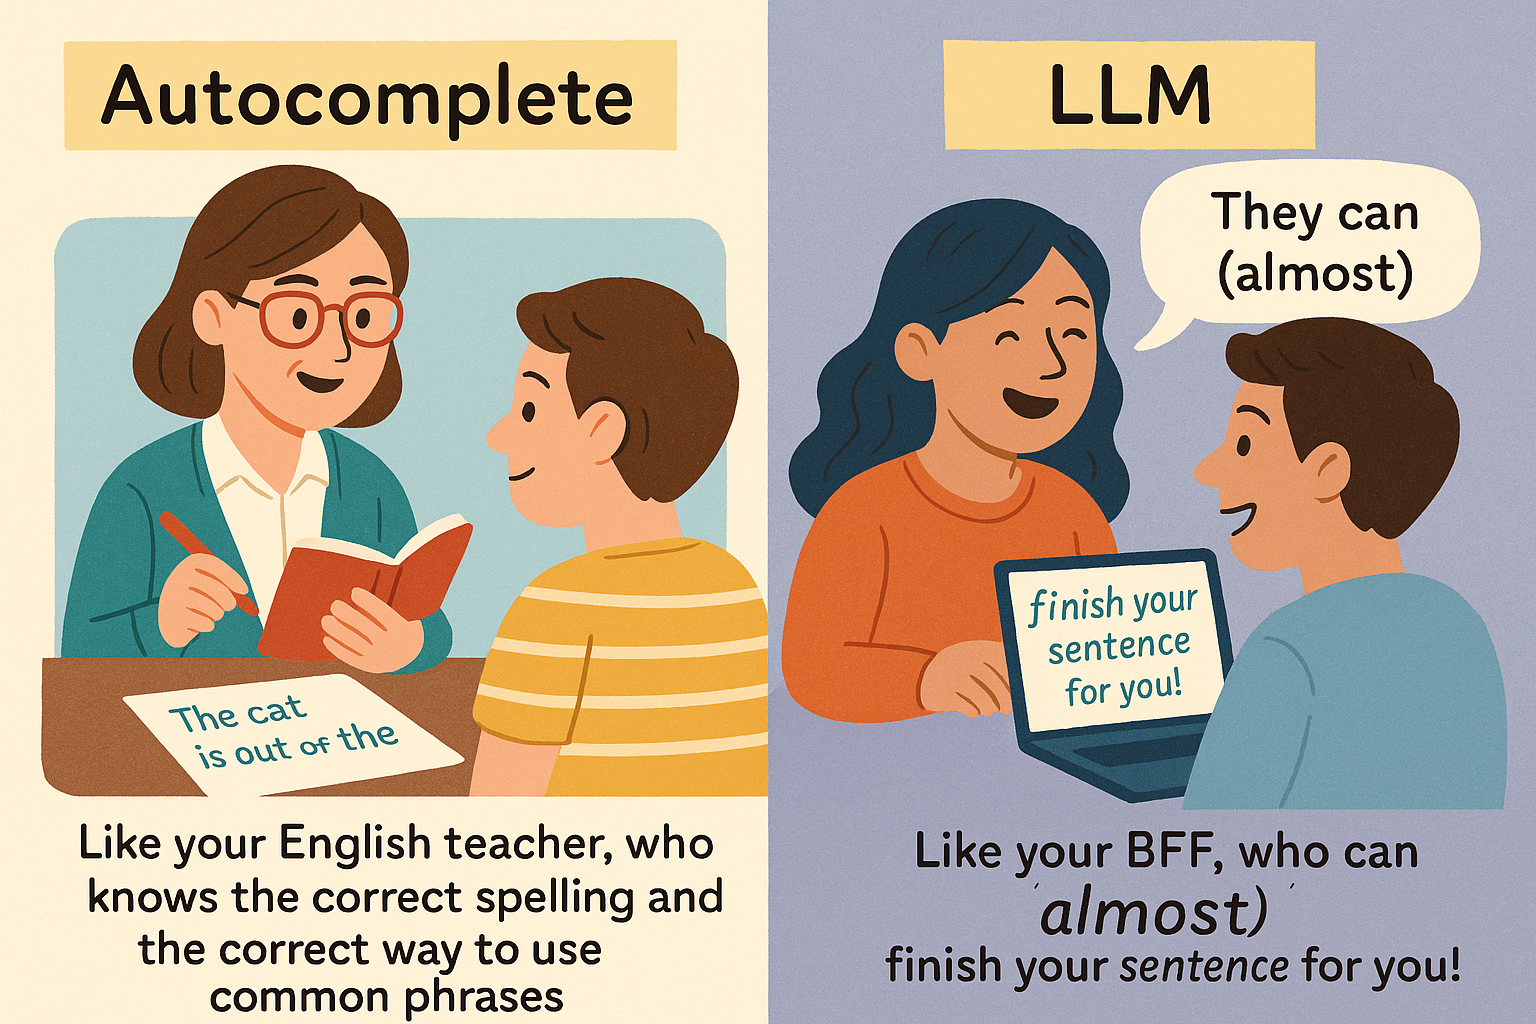 Autocomplete
The cat
is out of the
Like your English teacher, who
knows the correct spelling and
the correct way to use
common phrases
LLM
They can
(almost)
finish your
sentence
for you!
Like your BFF, who can
almost)
finish your sentence for you!